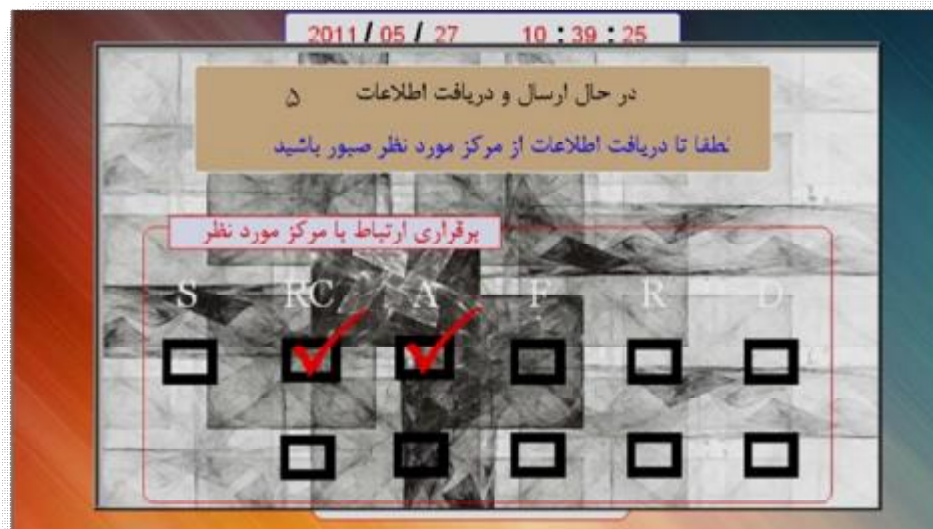 2011 / 05 / 27 10 : 39 : 25
در حال ارسال و دریافت اطلاعات ۵
لطفا تا دریافت اطلاعات از مرکز مورد نظر صبور باشید
برقراری ارتباط با مرکز مورد نظر
S RC A F R D